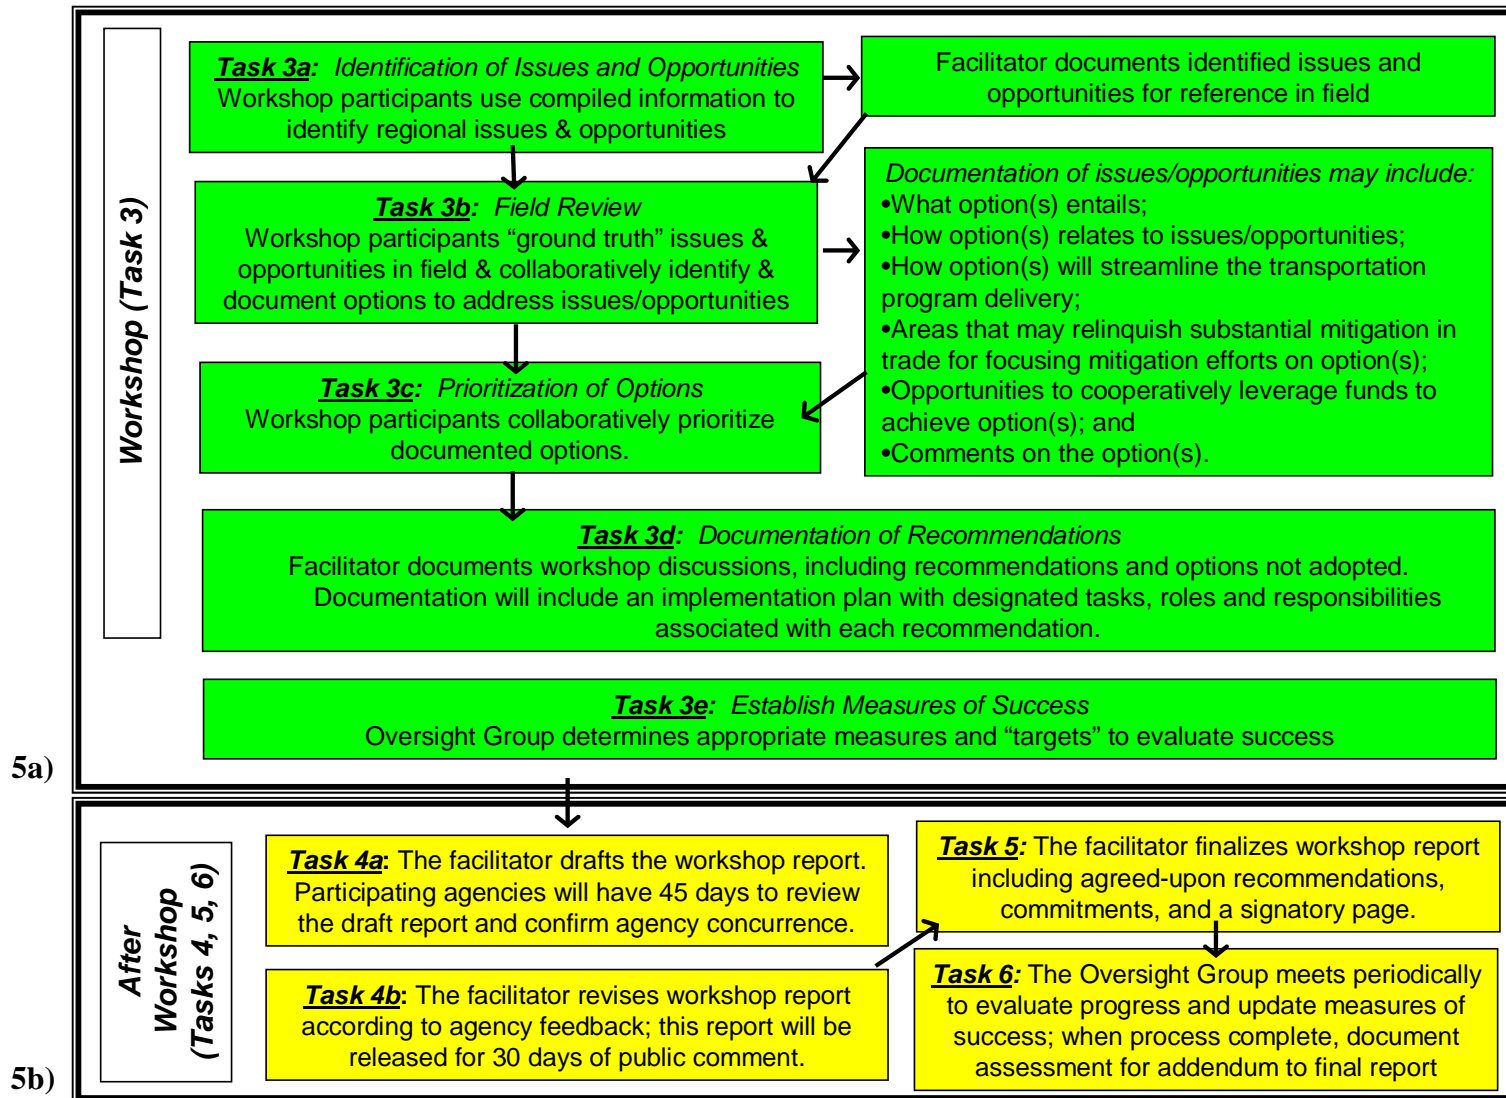 Workshop (Task 3)
Task 3a:  Identification of Issues and Opportunities
Workshop participants use compiled information to
identify regional issues & opportunities
Facilitator documents identified issues and
opportunities for reference in field
Task 3b:  Field Review
Workshop participants “ground truth” issues &
opportunities in field & collaboratively identify &
document options to address issues/opportunities
Documentation of issues/opportunities may include:
•What option(s) entails;
•How option(s) relates to issues/opportunities;
•How option(s) will streamline the transportation
program delivery;
•Areas that may relinquish substantial mitigation in
trade for focusing mitigation efforts on option(s);
•Opportunities to cooperatively leverage funds to
achieve option(s); and
•Comments on the option(s).
Task 3c:  Prioritization of Options
Workshop participants collaboratively prioritize
documented options.
Task 3d:  Documentation of Recommendations
Facilitator documents workshop discussions, including recommendations and options not adopted.
Documentation will include an implementation plan with designated tasks, roles and responsibilities
associated with each recommendation.
Task 3e:  Establish Measures of Success
Oversight Group determines appropriate measures and “targets” to evaluate success
5a)
After
Workshop
(Tasks 4, 5, 6)
Task 4a: The facilitator drafts the workshop report.
Participating agencies will have 45 days to review
the draft report and confirm agency concurrence.
Task 4b: The facilitator revises workshop report
according to agency feedback; this report will be
released for 30 days of public comment.
Task 5: The facilitator finalizes workshop report
including agreed-upon recommendations,
commitments, and a signatory page.
Task 6: The Oversight Group meets periodically
to evaluate progress and update measures of
success; when process complete, document
assessment for addendum to final report
5b)